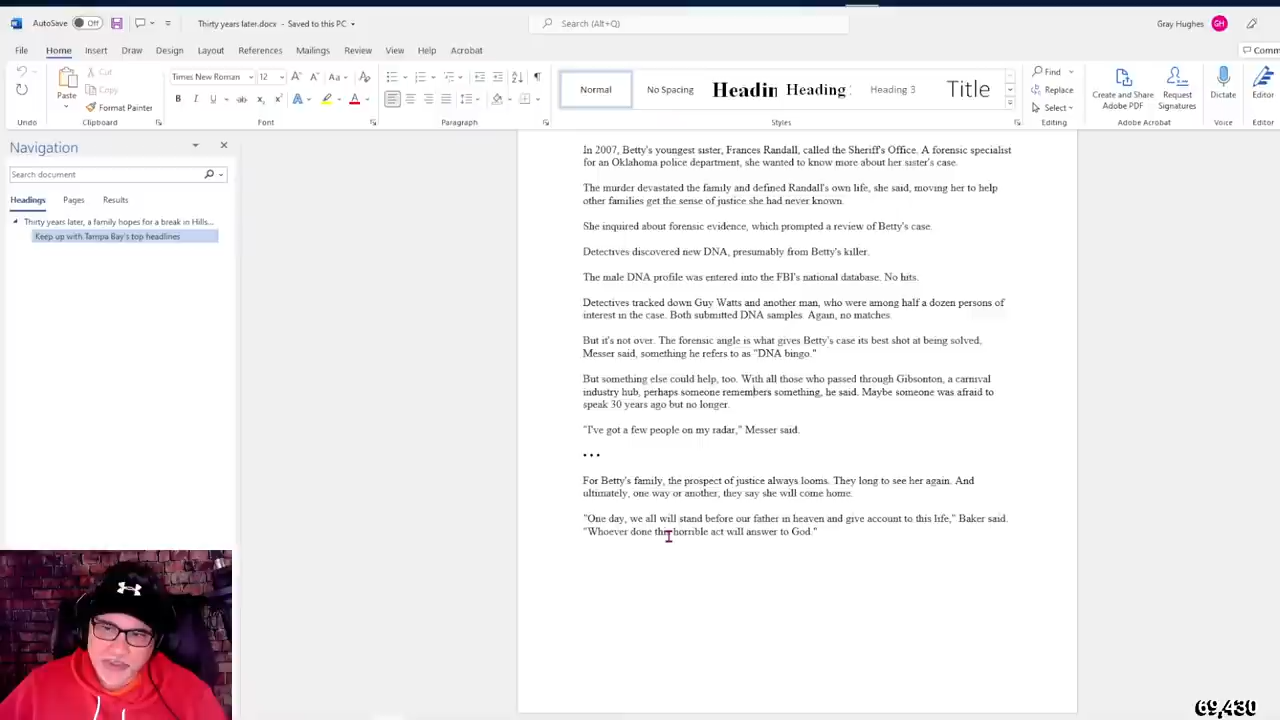 AutoSave Off Thirty years later.docx - Saved to this PC Search (Alt+Q) Gray Hughes GH
File Home Insert Draw Design Layout References Mailings Review View Help Acrobat Comm
Paste Cut Copy Format Painter Times New Roman 12 Normal No Spacing Headin Heading Heading 3 Title Find Replace Select Create and Share Adobe PDF Request Signatures Dictate Editor
Undo Clipboard Font Paragraph Styles Editing Adobe Acrobat Voice Editor
Navigation
Search document
Headings Pages Results
Thirty years later, a family hopes for a break in Hills...
Keep up with Tampa Bay's top headlines
In 2007, Betty's youngest sister, Frances Randall, called the Sheriff's Office. A forensic specialist
for an Oklahoma police department, she wanted to know more about her sister's case.
The murder devastated the family and defined Randall's own life, she said, moving her to help
other families get the sense of justice she had never known.
She inquired about forensic evidence, which prompted a review of Betty's case.
Detectives discovered new DNA, presumably from Betty's killer.
The male DNA profile was entered into the FBI's national database. No hits.
Detectives tracked down Guy Watts and another man, who were among half a dozen persons of
interest in the case. Both submitted DNA samples. Again, no matches.
But it's not over. The forensic angle is what gives Betty's case its best shot at being solved,
Messer said, something he refers to as "DNA bingo."
But something else could help, too. With all those who passed through Gibsonton, a carnival
industry hub, perhaps someone remembers something, he said. Maybe someone was afraid to
speak 30 years ago but no longer.
"I've got a few people on my radar," Messer said.
• • •
For Betty's family, the prospect of justice always looms. They long to see her again. And
ultimately, one way or another, they say she will come home.
"One day, we all will stand before our father in heaven and give account to this life," Baker said.
"Whoever done this horrible act will answer to God."
69,430